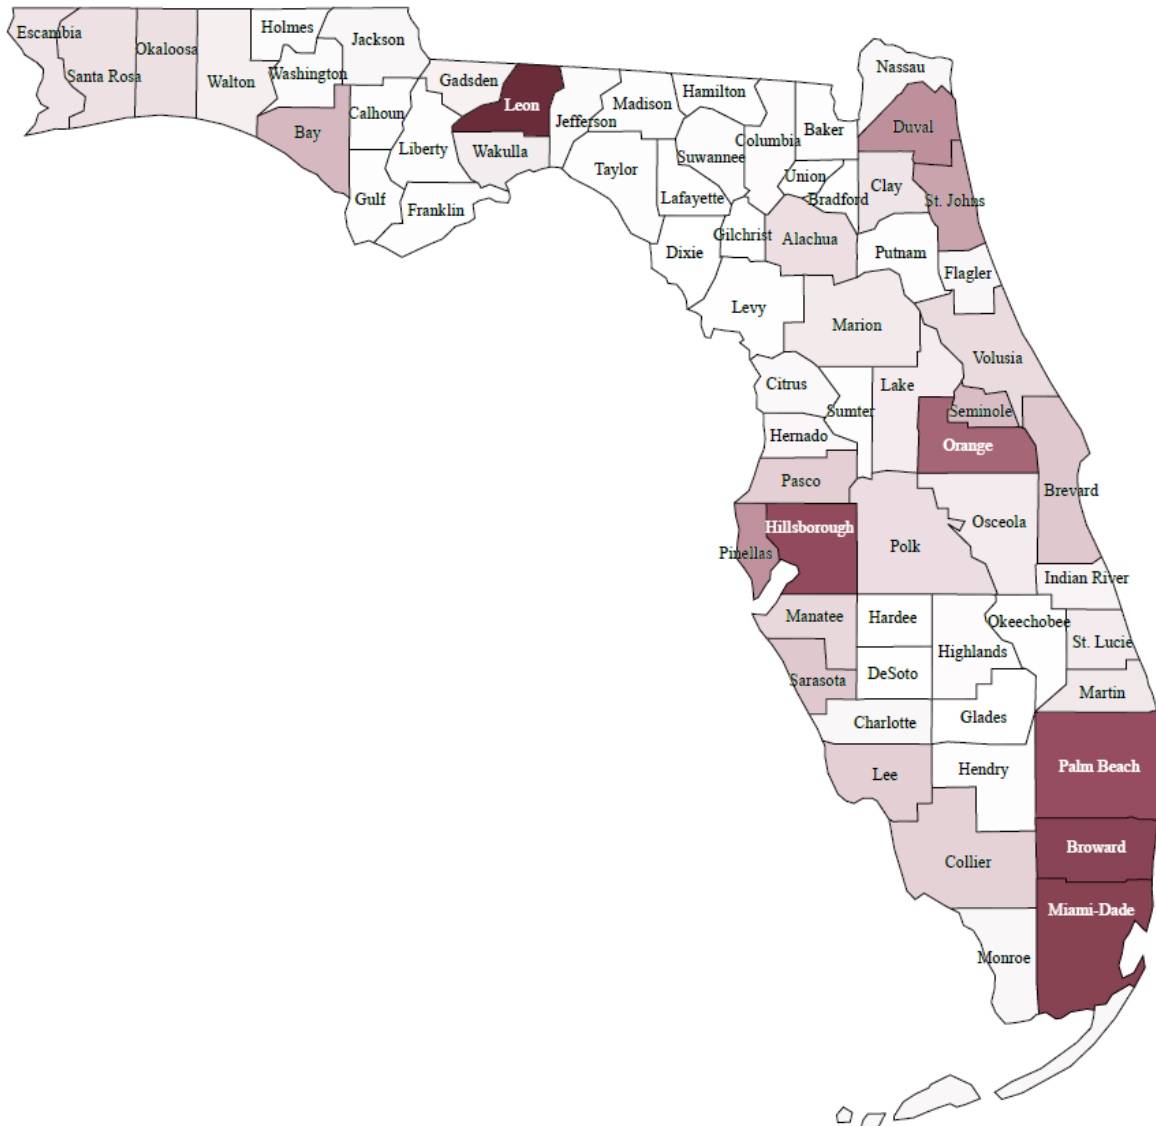 Escambia
Santa Rosa
Okaloosa
Walton
Holmes
Washington
Jackson
Bay
Calhoun
Gulf
Liberty
Franklin
Gadsden
Leon
Wakulla
Jefferson
Madison
Taylor
Hamilton
Suwannee
Lafayette
Columbia
Baker
Union
Bradford
Nassau
Duval
Clay
St. Johns
Gilchrist
Alachua
Dixie
Putnam
Flagler
Levy
Marion
Volusia
Citrus
Sumter
Lake
Seminole
Orange
Hernado
Pasco
Brevard
Pinellas
Hillsborough
Polk
Osceola
Indian River
Manatee
Hardee
Highlands
Okeechobee
St. Lucie
Sarasota
DeSoto
Martin
Charlotte
Glades
Lee
Hendry
Palm Beach
Collier
Broward
Miami-Dade
Monroe